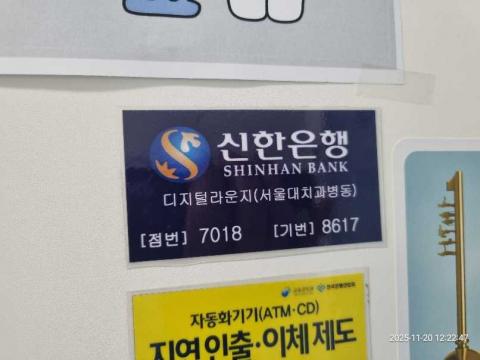 신한은행
SHINHAN BANK
디지털라운지(서울대치과병동)
[점번] 7018 [기번] 8617
자동화기기(ATM·CD)
지연인출·이체제도
2025-11-20 12:22:47